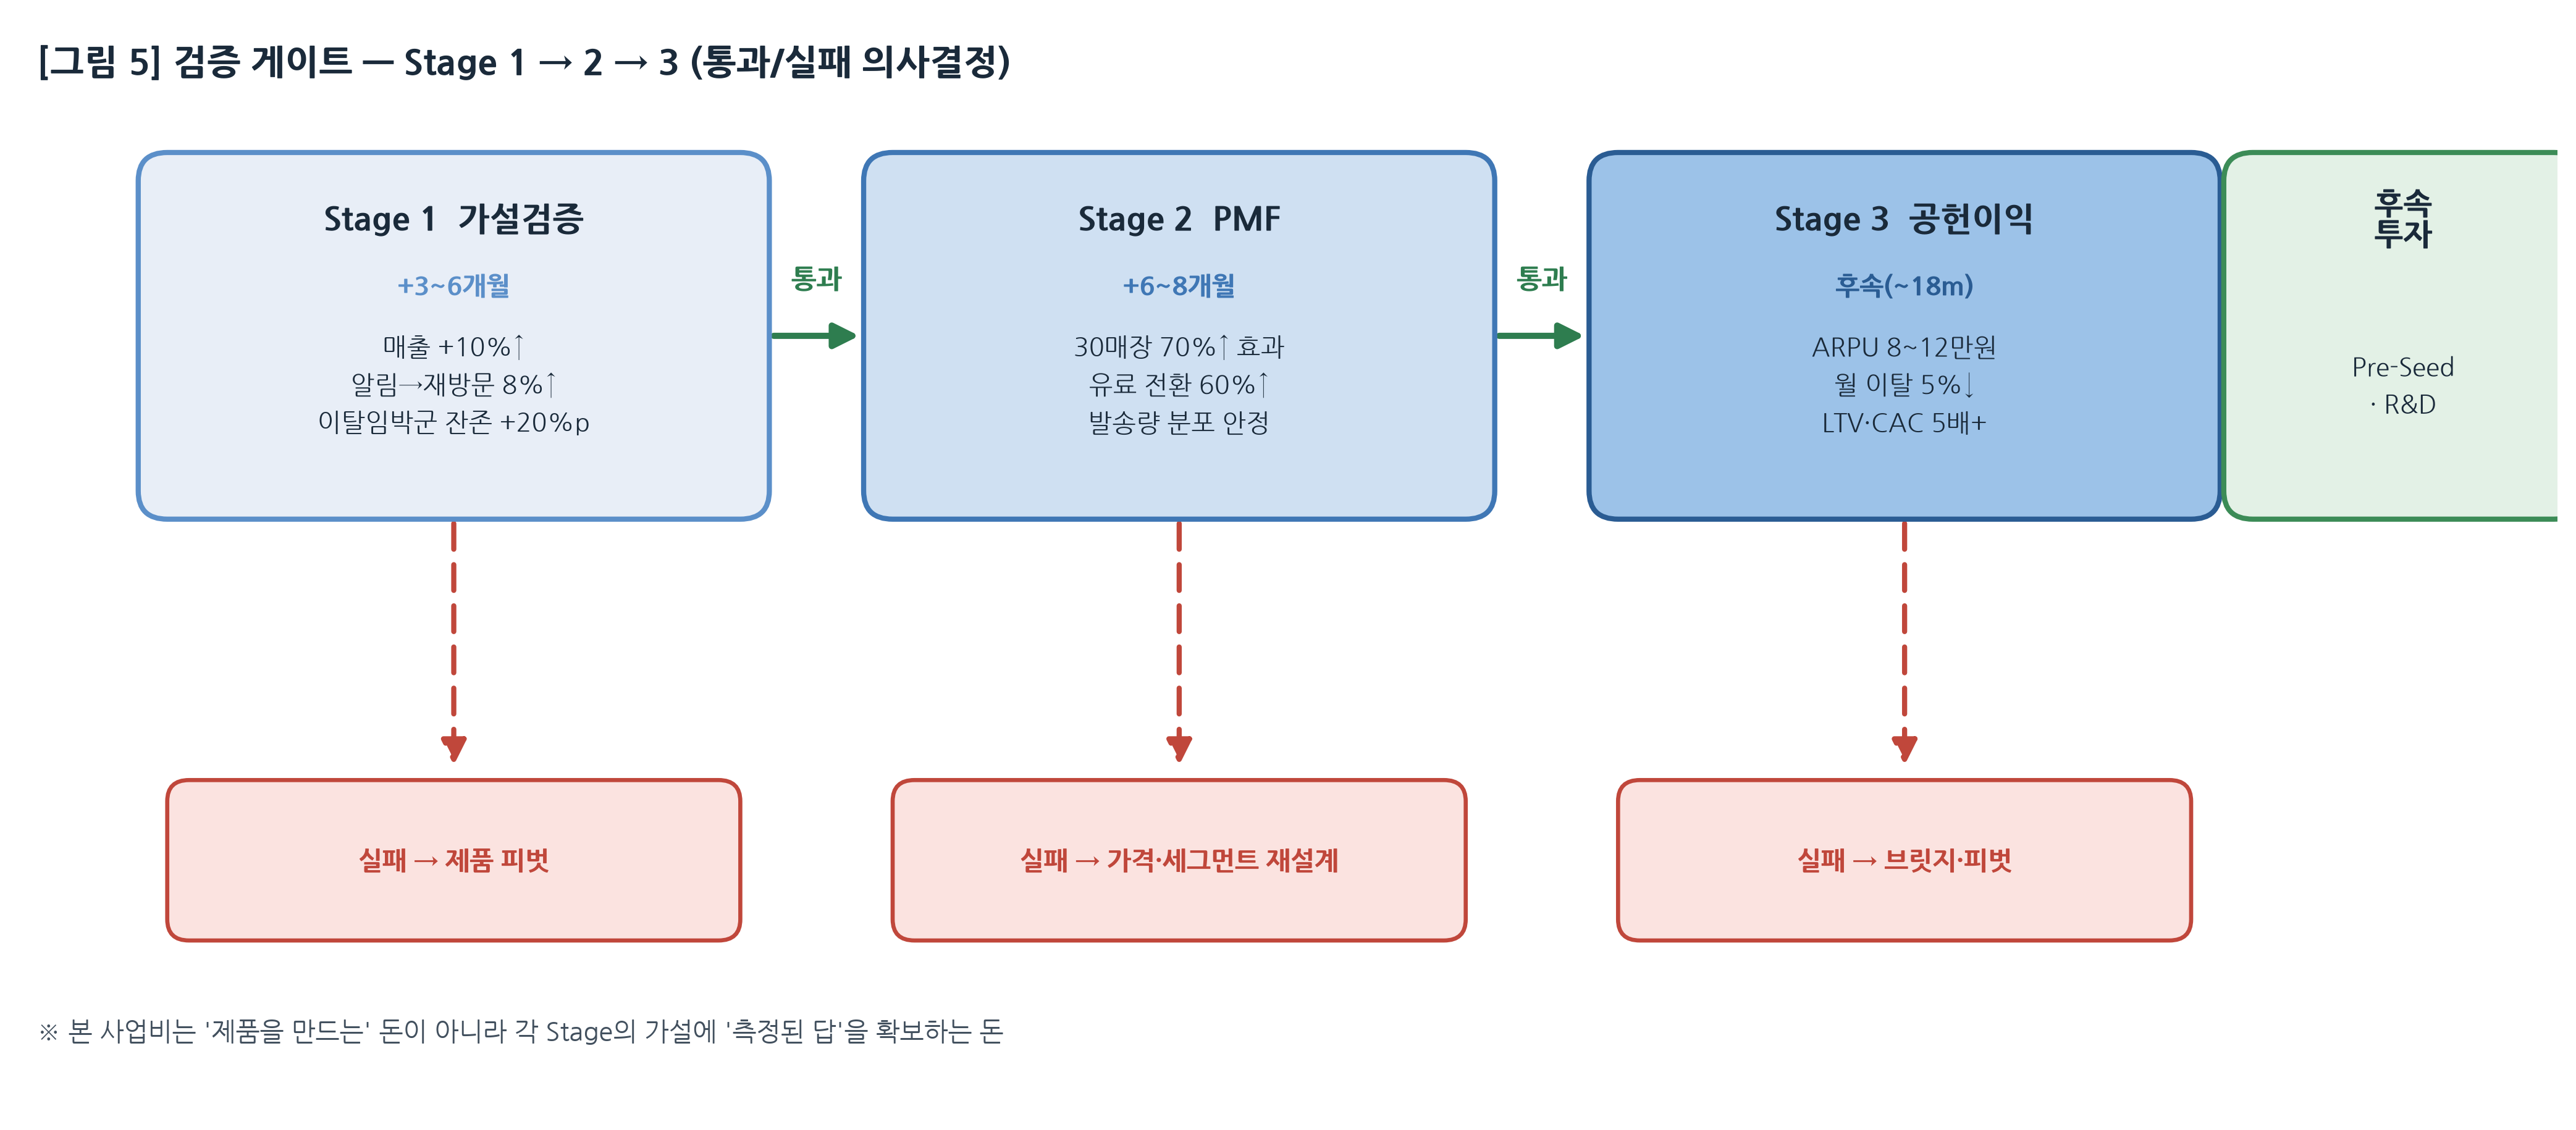 [그림 5] 검증 게이트 — Stage 1 → 2 → 3 (통과/실패 의사결정)
Stage 1 가설검증
+3~6개월
매출 +10%↑
알림→재방문 8%↑
이탈임박군 잔존 +20%p
통과
Stage 2 PMF
+6~8개월
30매장 70%↑ 효과
유료 전환 60%↑
발송량 분포 안정
통과
Stage 3 공헌이익
후속(~18m)
ARPU 8~12만원
월 이탈 5%↓
LTV·CAC 5배+
후속
투자
Pre-Seed
· R&D
실패 → 제품 피벗
실패 → 가격·세그먼트 재설계
실패 → 브릿지·피벗
※ 본 사업비는 '제품을 만드는' 돈이 아니라 각 Stage의 가설에 '측정된 답'을 확보하는 돈